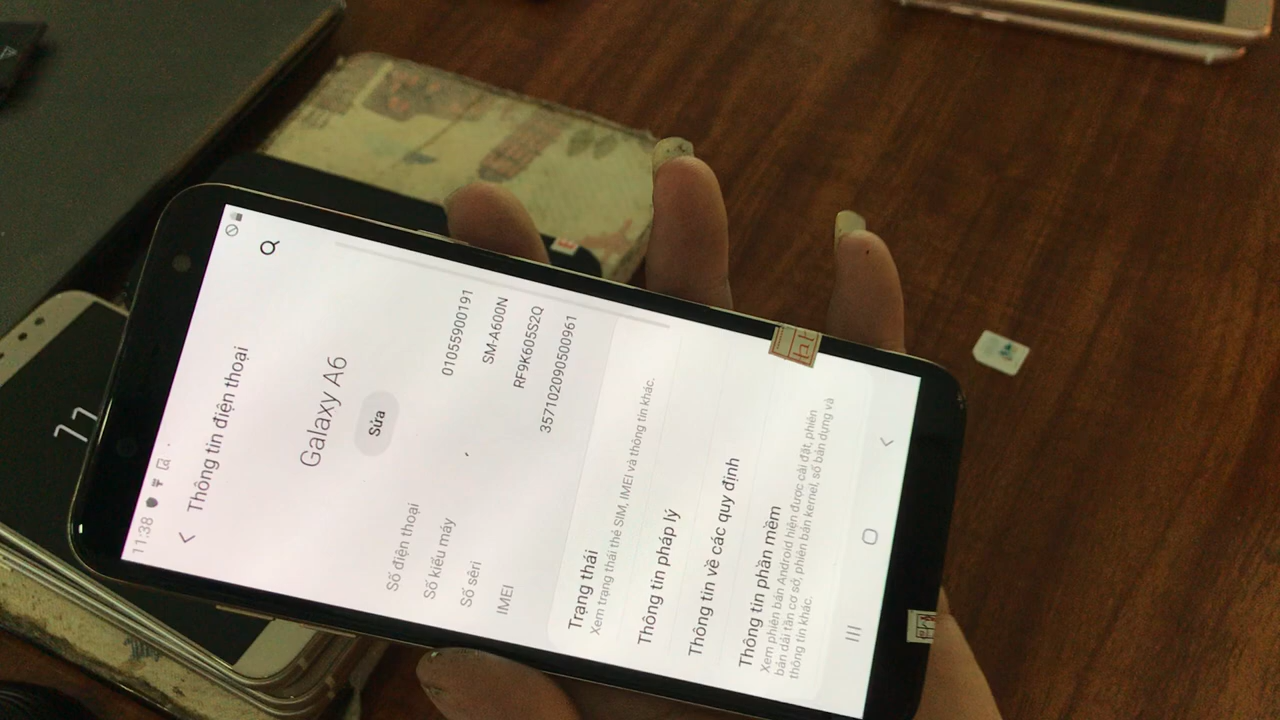 11:38
Thông tin điện thoại
Galaxy A6
Sửa
Số điện thoại 01055900191
Số kiểu máy SM-A600N
Số sêri RF9K605S2Q
IMEI 357102090500961
Trạng thái
Xem trạng thái thẻ SIM, IMEI và thông tin khác.
Thông tin pháp lý
Thông tin về các quy định
Thông tin phần mềm
Xem phiên bản Android hiện được cài đặt, phiên
bản dải tần cơ sở, phiên bản kernel, số bản dựng và
thông tin khác.